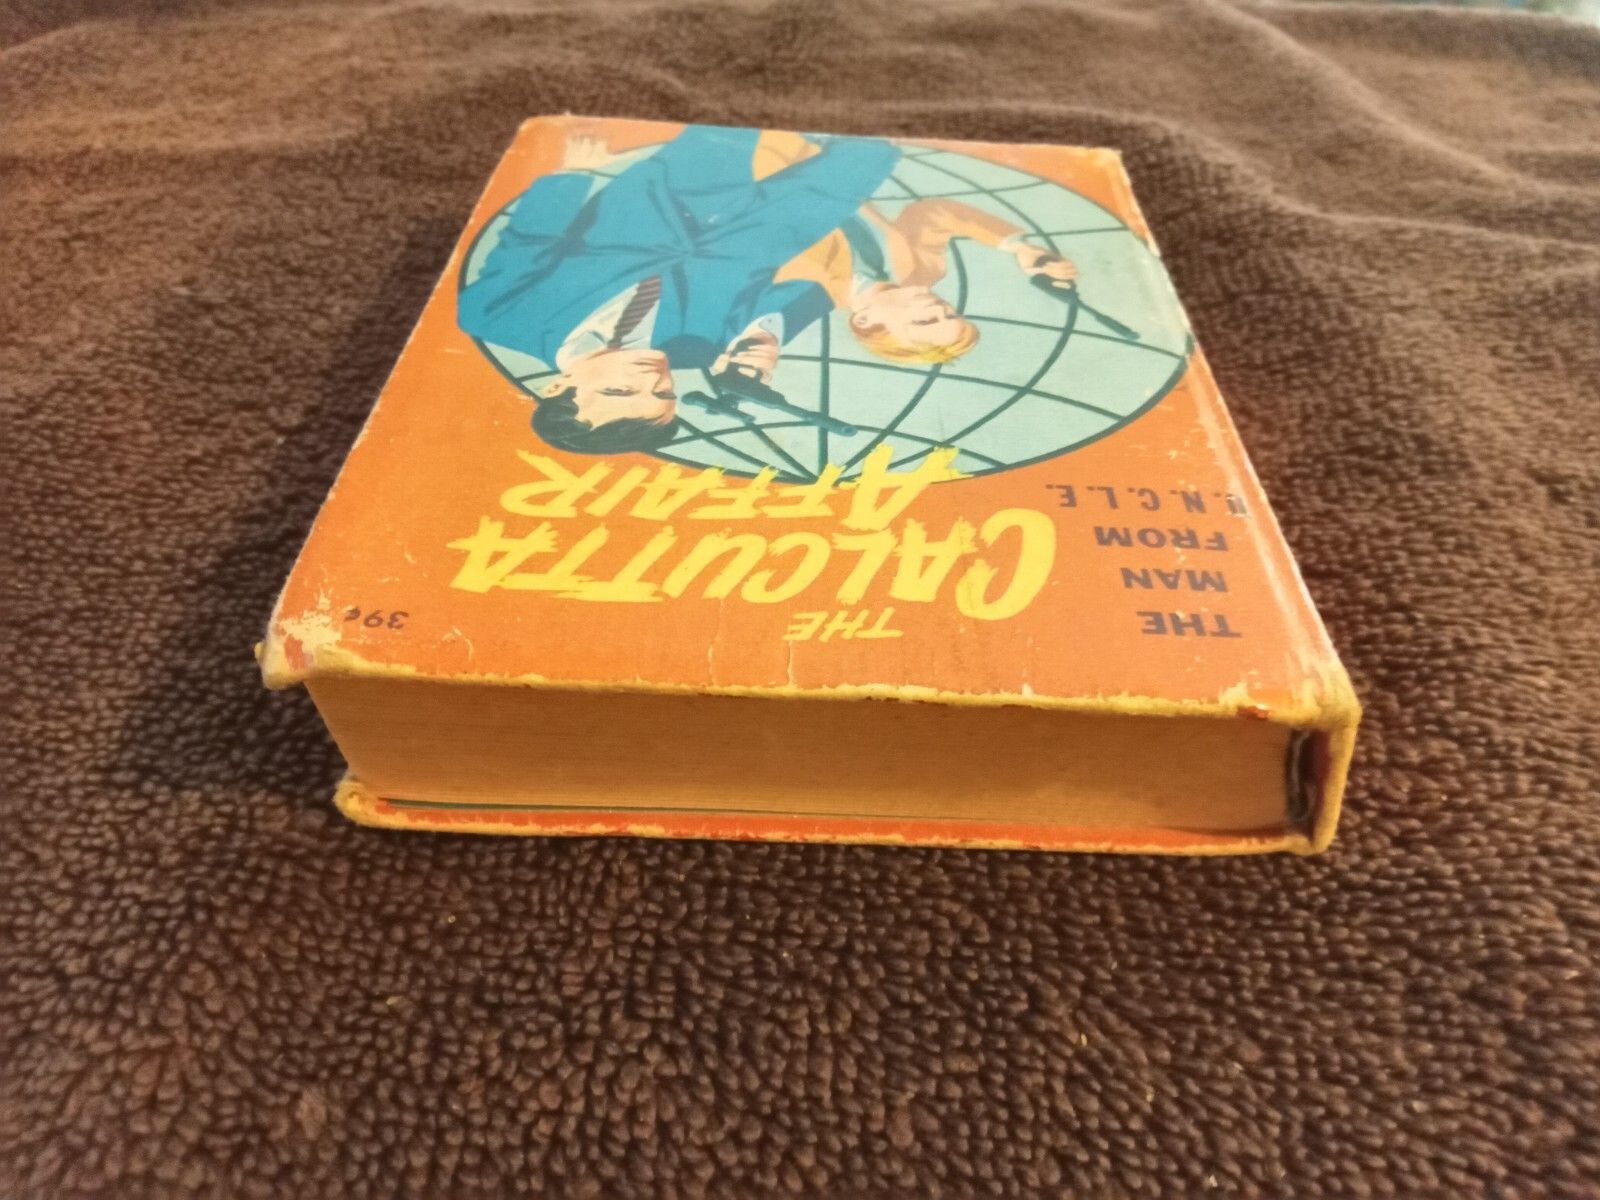 THE
MAN
FROM
U.N.C.L.E.
THE
CALCUTTA
AFFAIR
39¢